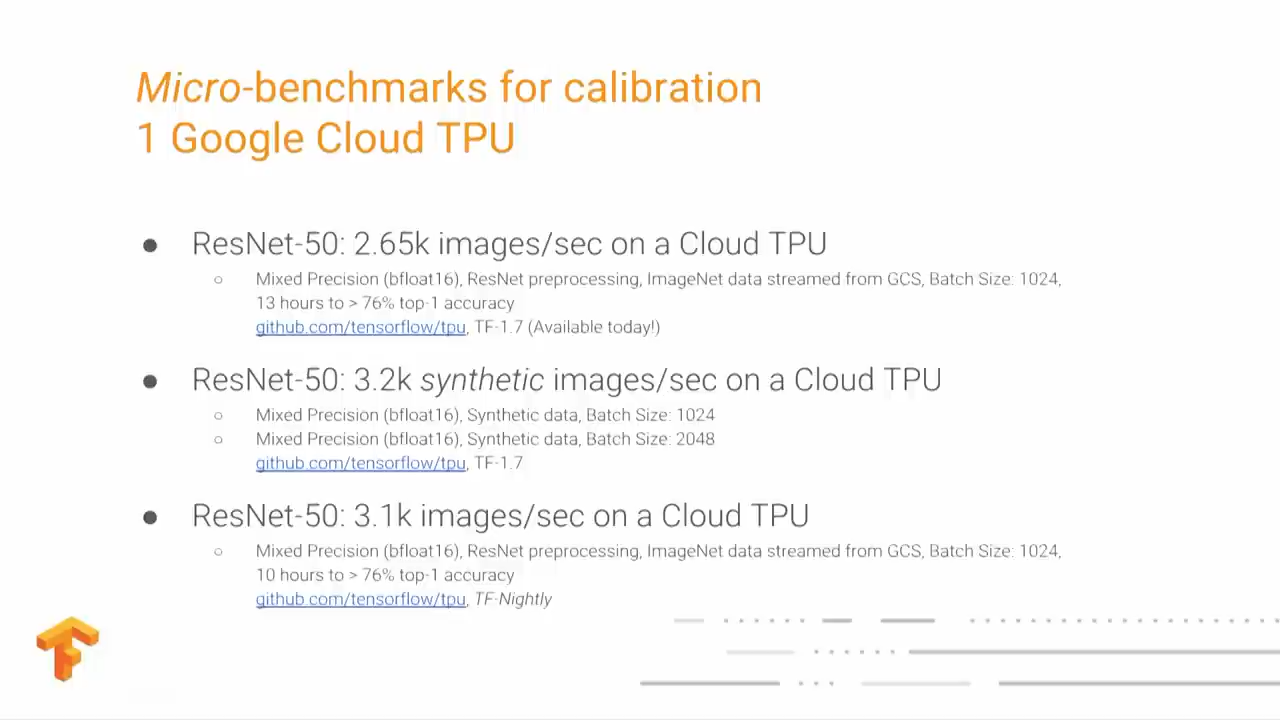 Micro-benchmarks for calibration
1 Google Cloud TPU
● ResNet-50: 2.65k images/sec on a Cloud TPU
○ Mixed Precision (bfloat16), ResNet preprocessing, ImageNet data streamed from GCS, Batch Size: 1024,
13 hours to > 76% top-1 accuracy
github.com/tensorflow/tpu, TF-1.7 (Available today!)
● ResNet-50: 3.2k synthetic images/sec on a Cloud TPU
○ Mixed Precision (bfloat16), Synthetic data, Batch Size: 1024
○ Mixed Precision (bfloat16), Synthetic data, Batch Size: 2048
github.com/tensorflow/tpu, TF-1.7
● ResNet-50: 3.1k images/sec on a Cloud TPU
○ Mixed Precision (bfloat16), ResNet preprocessing, ImageNet data streamed from GCS, Batch Size: 1024,
10 hours to > 76% top-1 accuracy
github.com/tensorflow/tpu, TF-Nightly